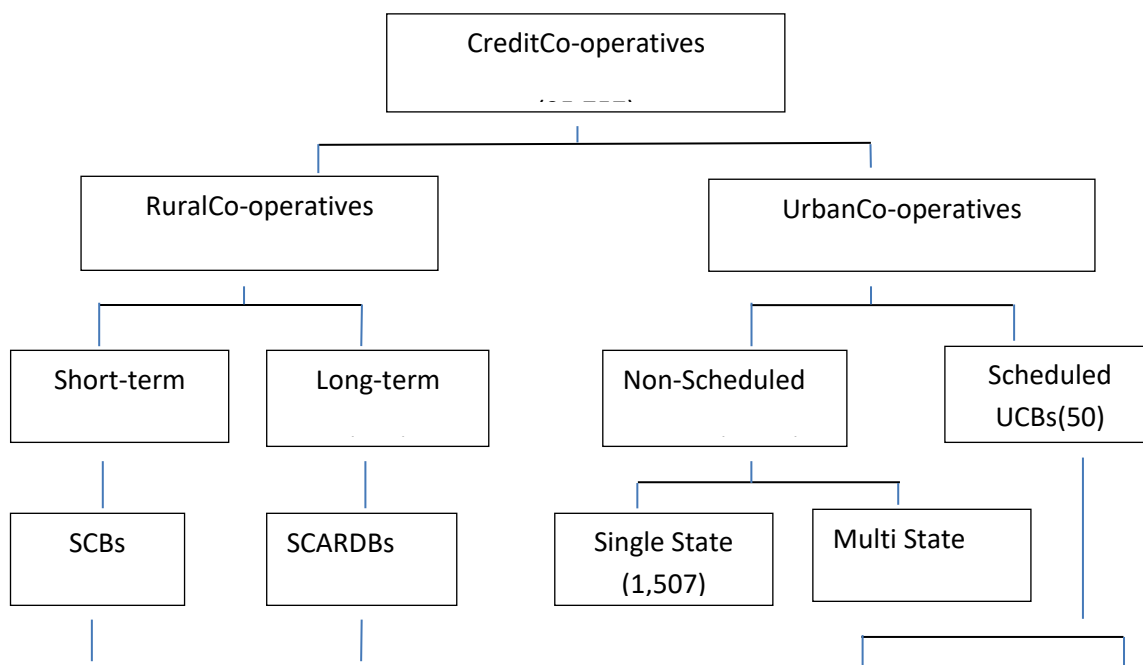 CreditCo-operatives
RuralCo-operatives
UrbanCo-operatives
Short-term
Long-term
Non-Scheduled
Scheduled
UCBs(50)
SCBs
SCARDBs
Single State
(1,507)
Multi State